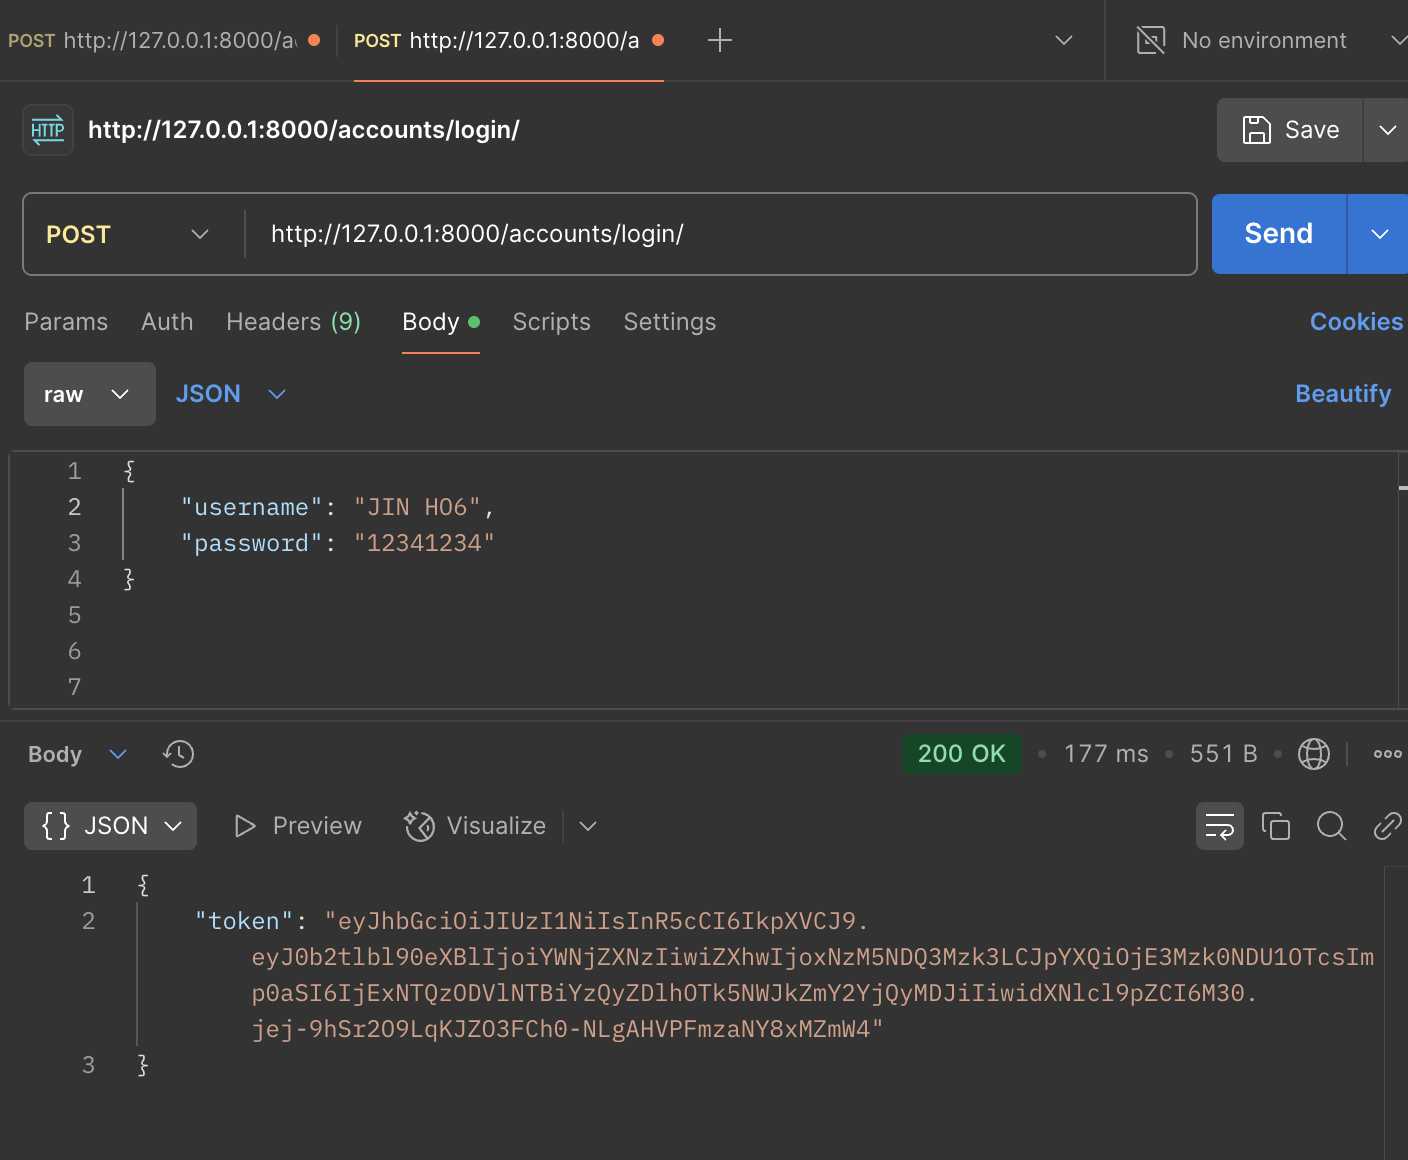 POST http://127.0.0.1:8000/a
POST http://127.0.0.1:8000/a
No environment
HTTP
http://127.0.0.1:8000/accounts/login/
Save
POST
http://127.0.0.1:8000/accounts/login/
Send
Params Auth Headers (9) Body Scripts Settings Cookies
raw JSON Beautify
1 {
2 "username": "JIN HO6",
3 "password": "12341234"
4 }
5
6
7
Body 200 OK • 177 ms • 551 B •
{} JSON Preview Visualize
1 {
2 "token": "eyJhbGciOiJIUzI1NiIsInR5cCI6IkpXVCJ9.
eyJ0b2tlbl90eXBlIjoiYWNjZXNzIiwiZXhwIjoxNzM5NDQ3Mzk3LCJpYXQiOjE3Mzk0NDU1OTcsIm
p0aSI6IjExNTQzODVlNTBiYzQyZDlhOTk5NWJkZmY2YjQyMDJiIiwidXNlcl9pZCI6M30.
jej-9hSr2O9LqKJZO3FCh0-NLgAHVPFmzaNY8xMZmW4"
3 }